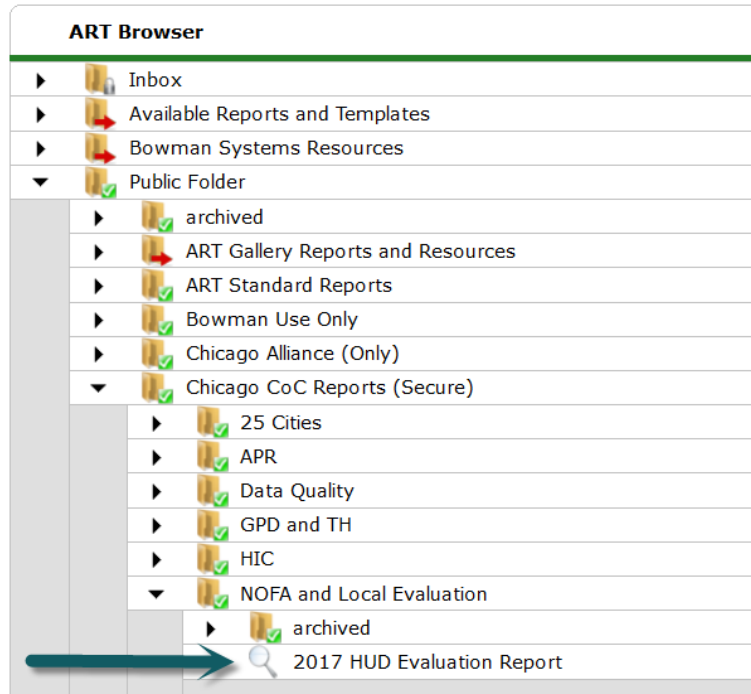 ART Browser
Inbox
Available Reports and Templates
Bowman Systems Resources
Public Folder
archived
ART Gallery Reports and Resources
ART Standard Reports
Bowman Use Only
Chicago Alliance (Only)
Chicago CoC Reports (Secure)
25 Cities
APR
Data Quality
GPD and TH
HIC
NOFA and Local Evaluation
archived
2017 HUD Evaluation Report